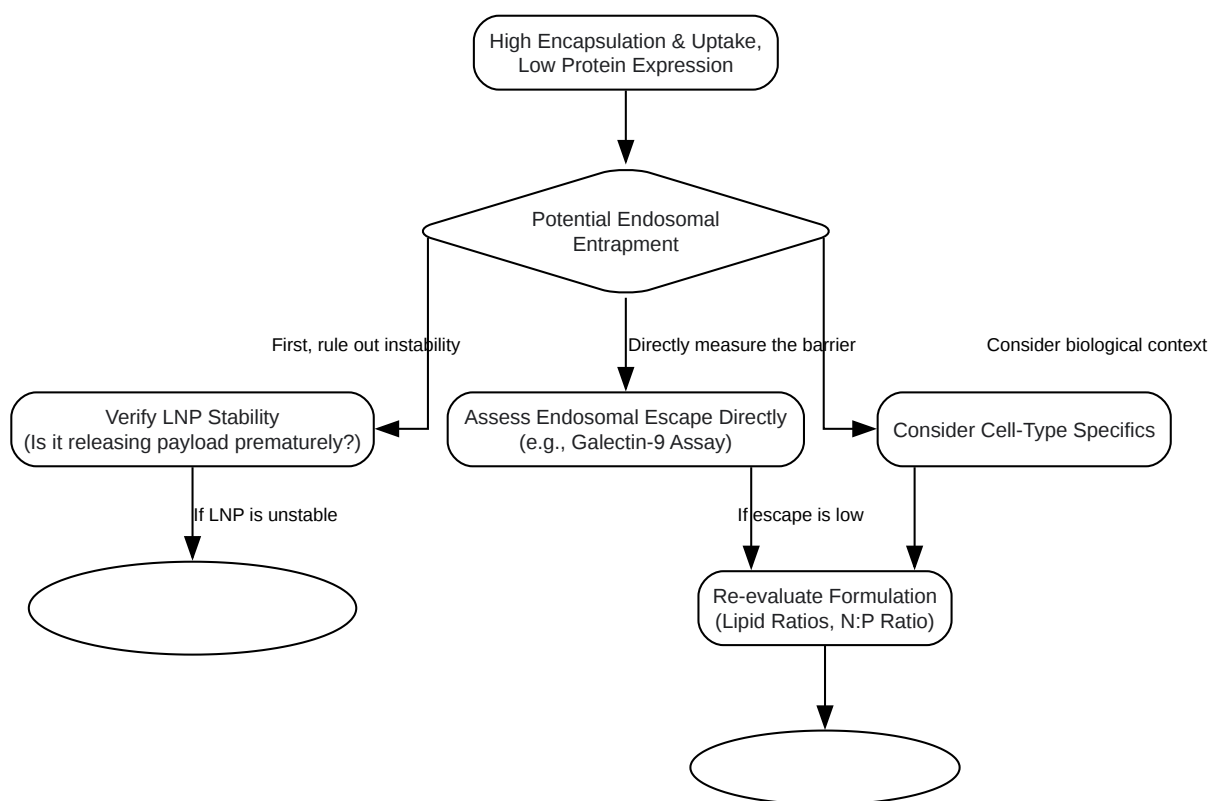 High Encapsulation & Uptake,
Low Protein Expression
Potential Endosomal
Entrapment
First, rule out instability
Directly measure the barrier
Consider biological context
Verify LNP Stability
(Is it releasing payload prematurely?)
Assess Endosomal Escape Directly
(e.g., Galectin-9 Assay)
Consider Cell-Type Specifics
If LNP is unstable
If escape is low
Re-evaluate Formulation
(Lipid Ratios, N:P Ratio)